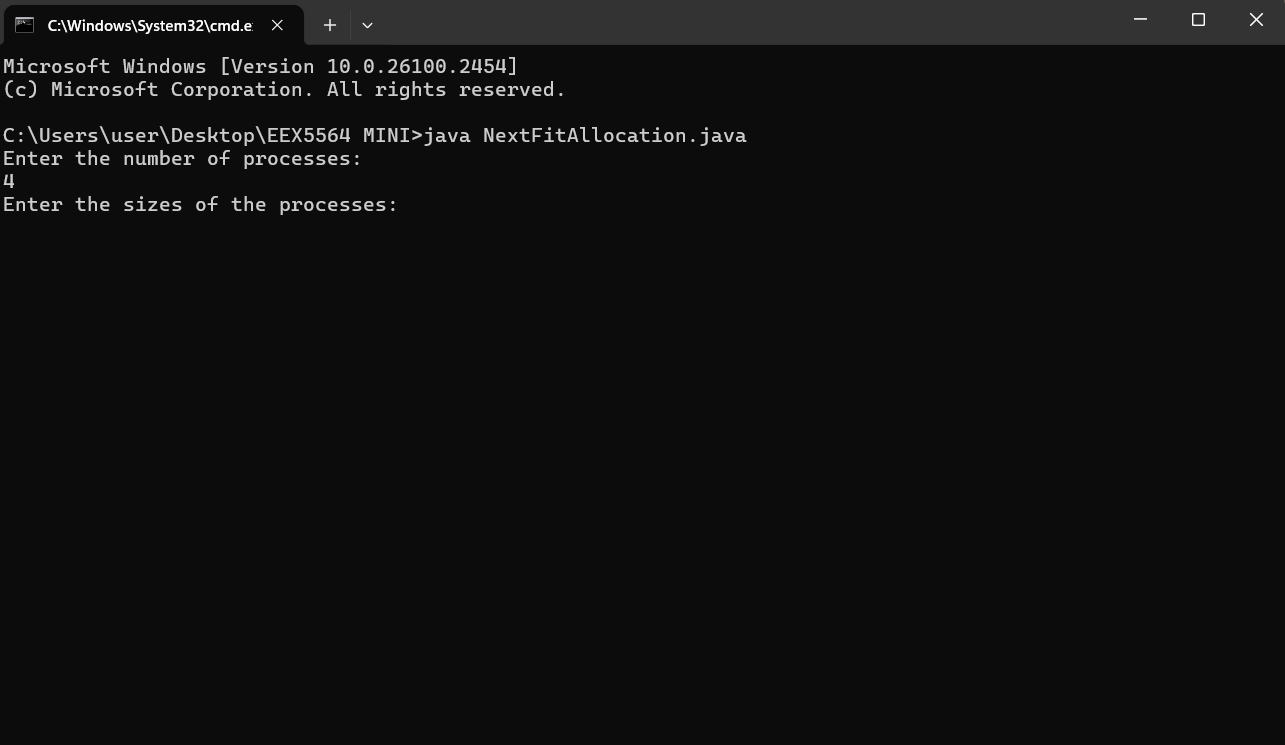 C:\Windows\System32\cmd.e
Microsoft Windows [Version 10.0.26100.2454]
(c) Microsoft Corporation. All rights reserved.
C:\Users\user\Desktop\EEX5564 MINI>java NextFitAllocation.java
Enter the number of processes:
4
Enter the sizes of the processes: